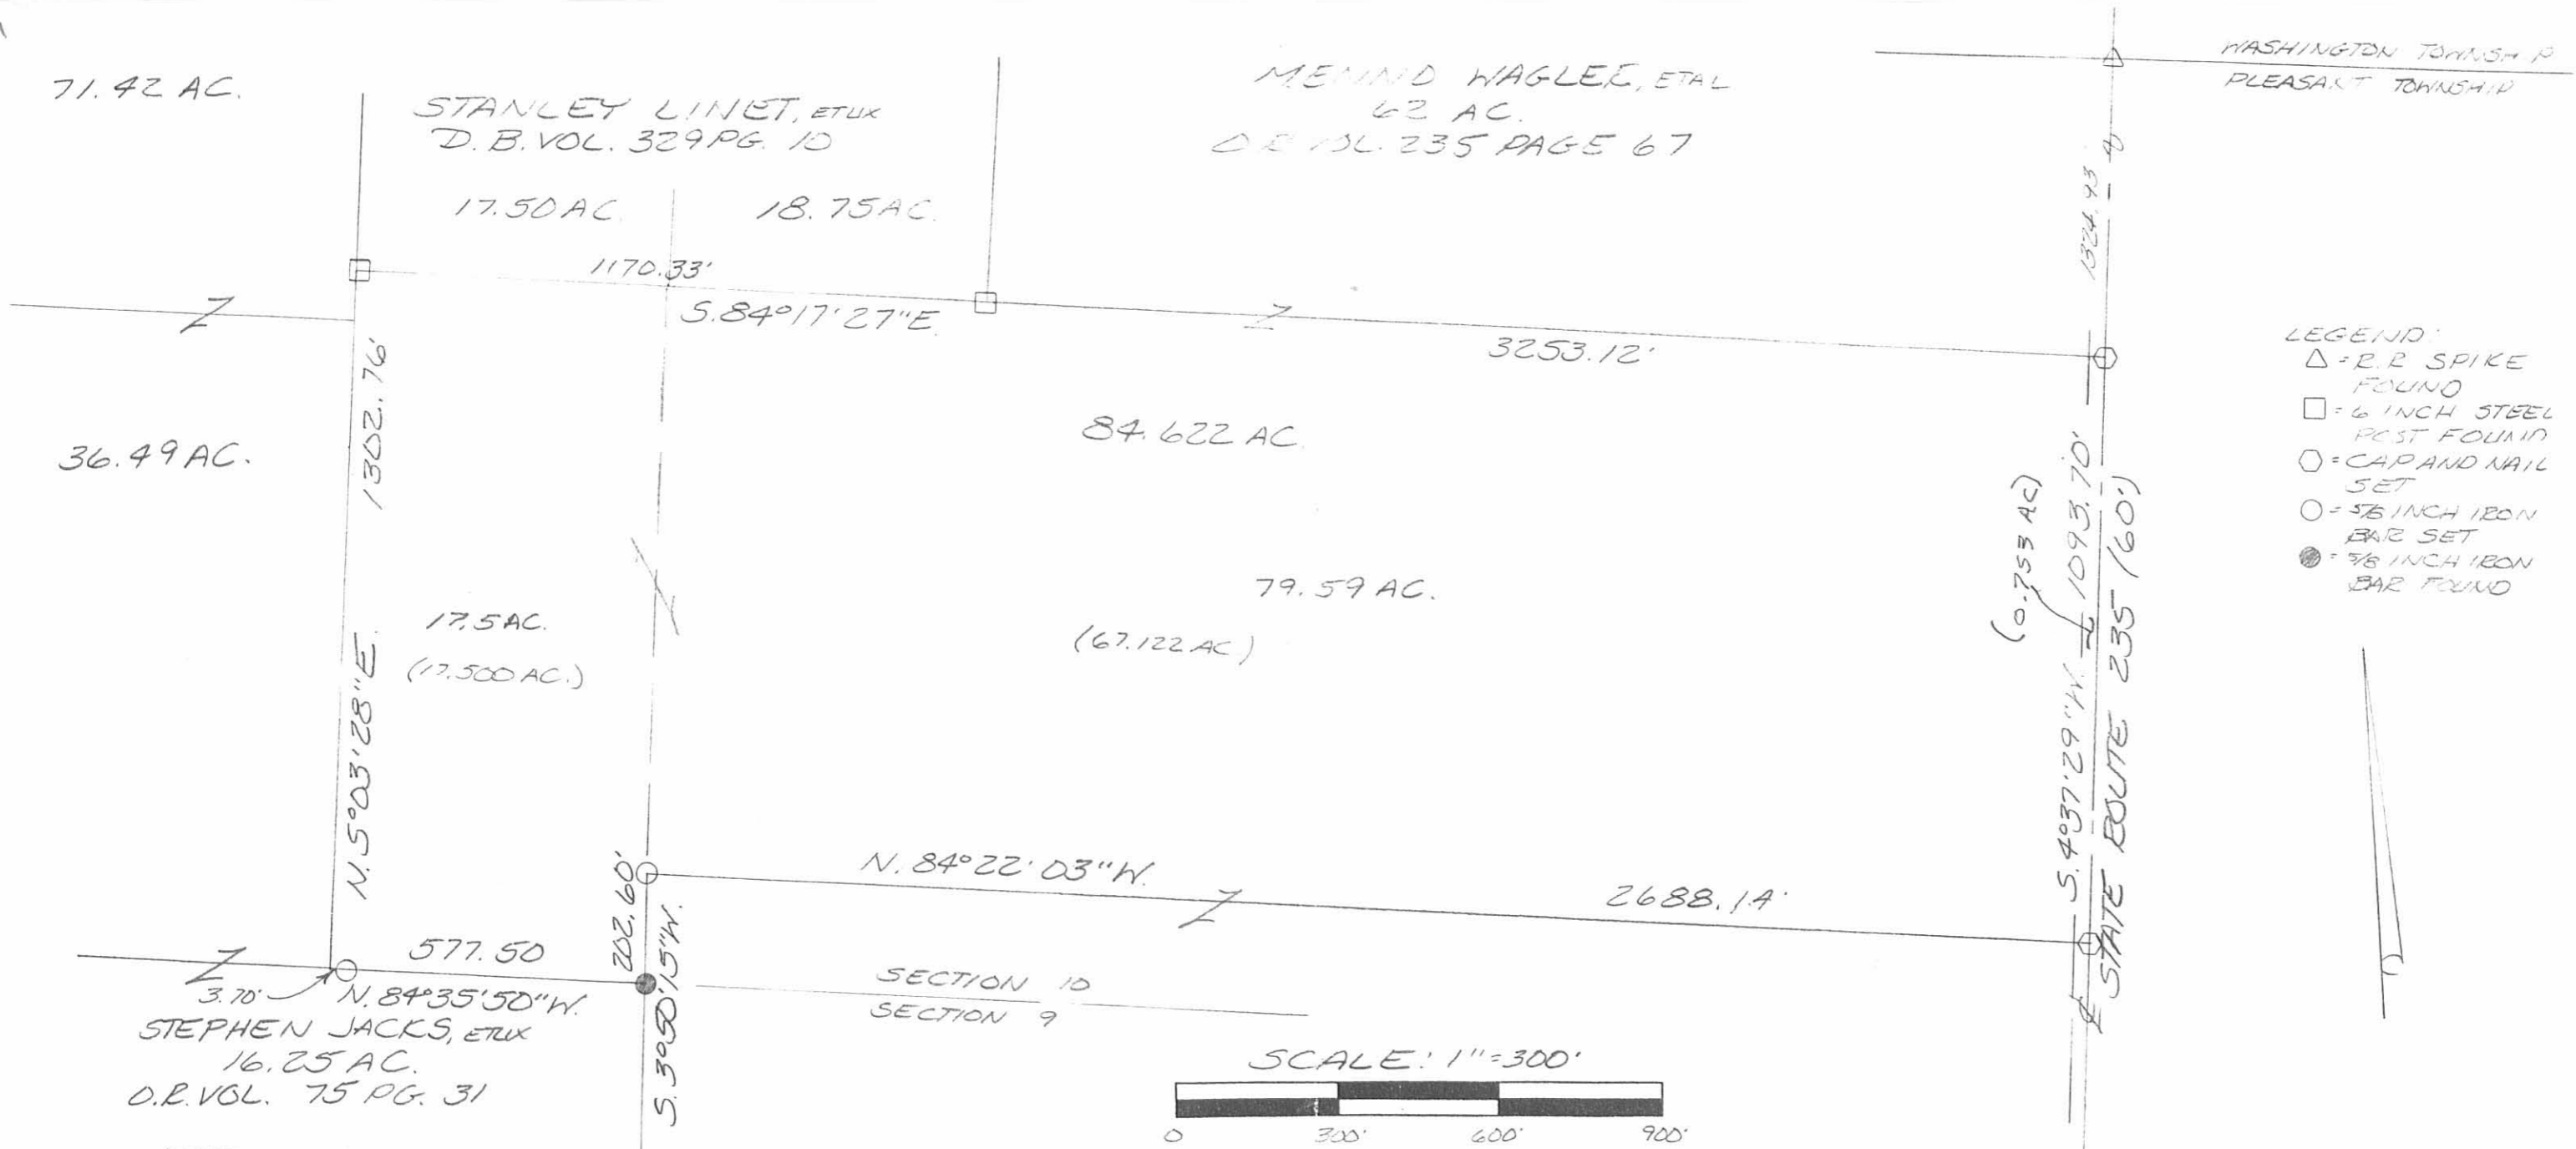 71.42 AC.
STANLEY LINET, ETUX
D.B. VOL. 329 PG. 10
17.50 AC.
18.75 AC.
62 AC.
235 PAGE 67
WASHINGTON TOWNSHIP
PLEASANT TOWNSHIP
1170.33'
S.84°17'27"E.
3253.12'
1324.93
LEGEND:
△ = R.R SPIKE
FOUND
□ = 6 INCH STEEL
POST FOUND
⬡ = CAP AND NAIL
SET
○ = 5/8 INCH IRON
BAR SET
● = 5/8 INCH IRON
BAR FOUND
36.49 AC.
1302.76'
N.5°03'28"E.
84.622 AC.
79.59 AC.
(67.122 AC.)
17.5 AC.
(17.500 AC.)
(0.753 AC)
1093.70'
S.4°37'29"W.
STATE ROUTE 235 (60')
N.84°22'03"W.
2688.14'
202.60'
S.3°50'15"W.
577.50
3.70'
N.84°35'50"W.
STEPHEN JACKS, ETUX
16.25 AC.
O.R. VOL. 75 PG. 31
SECTION 10
SECTION 9
SCALE: 1"=300'
0 300' 600' 900'